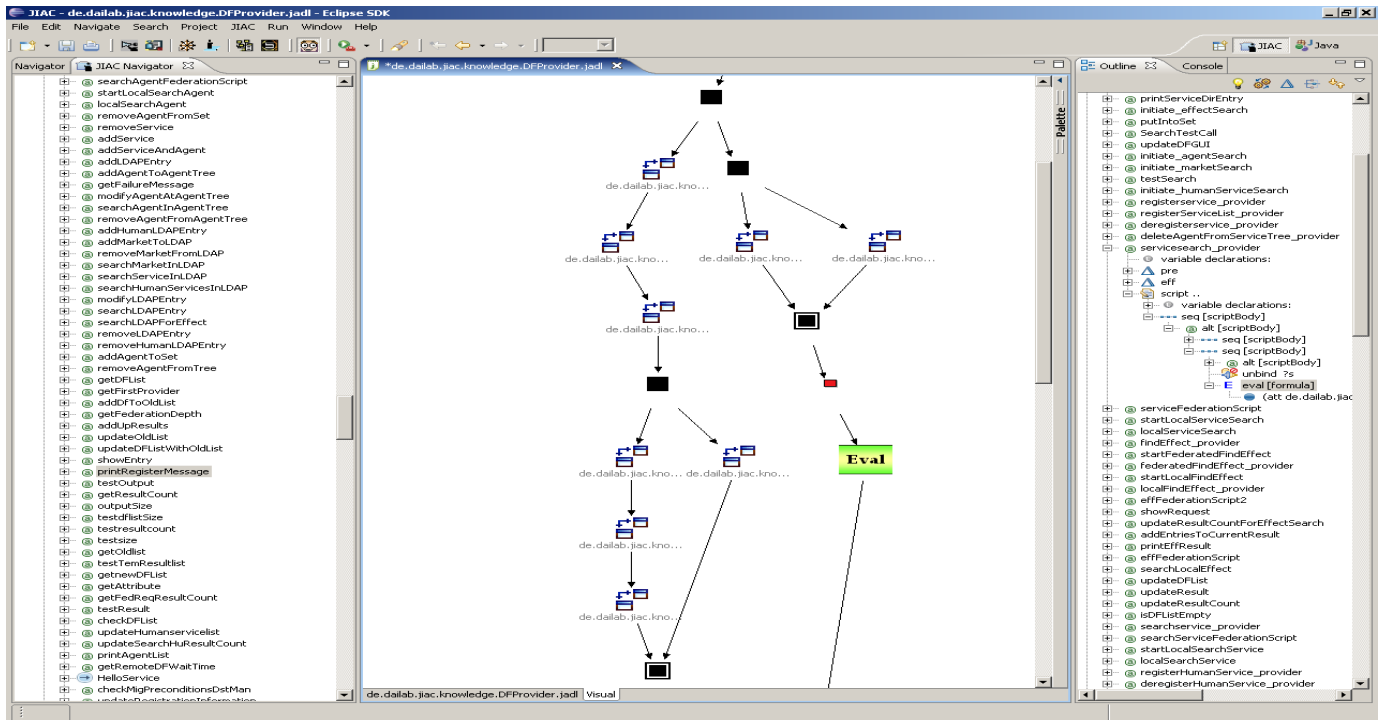 JIAC - de.dailab.jiac.knowledge.DFProvider.jadl - Eclipse SDK
File Edit Navigate Search Project JIAC Run Window Help
JIAC Java
Navigator JIAC Navigator
searchAgentFederationScript
startLocalSearchAgent
localSearchAgent
removeAgentFromSet
removeService
addService
addServiceAndAgent
addLDAPEntry
addAgentToAgentTree
getFailureMessage
modifyAgentAtAgentTree
searchAgentInAgentTree
removeAgentFromAgentTree
addHumanLDAPEntry
addMarketToLDAP
removeMarketFromLDAP
searchMarketInLDAP
searchServiceInLDAP
searchHumanServicesInLDAP
modifyLDAPEntry
searchLDAPEntry
searchLDAPForEffect
removeLDAPEntry
removeHumanLDAPEntry
addAgentToSet
removeAgentFromTree
getDFList
getFirstProvider
addDfToOldList
getFederationDepth
addUpResults
updateOldList
updateDFListWithOldList
showEntry
printRegisterMessage
testOutput
getResultCount
outputSize
testdflistSize
testresultcount
testsize
getOldlist
testTemResultlist
getnewDFList
getAttribute
getFedReqResultCount
testResult
checkDFList
updateHumanservicelist
updateSearchHuResultCount
printAgentList
getRemoteDFWaitTime
HelloService
checkMigPreconditionsDstMan
updateRegistrationInformation
*de.dailab.jiac.knowledge.DFProvider.jadl
Palette
de.dailab.jiac.kno...
de.dailab.jiac.kno...
de.dailab.jiac.kno...
de.dailab.jiac.kno...
de.dailab.jiac.kno...
de.dailab.jiac.kno...
de.dailab.jiac.kno...
Eval
de.dailab.jiac.kno...
de.dailab.jiac.kno...
de.dailab.jiac.knowledge.DFProvider.jadl Visual
Outline Console
printServiceDirEntry
initiate_effectSearch
putIntoSet
SearchTestCall
updateDFGUI
initiate_agentSearch
initiate_marketSearch
testSearch
initiate_humanServiceSearch
registerservice_provider
registerServiceList_provider
deregisterservice_provider
deleteAgentFromServiceTree_provider
servicesearch_provider
variable declarations:
pre
eff
script ..
variable declarations:
seq [scriptBody]
alt [scriptBody]
seq [scriptBody]
seq [scriptBody]
alt [scriptBody]
unbind ?s
E eval [formula]
(att de.dailab.jiac
serviceFederationScript
startLocalServiceSearch
localServiceSearch
findEffect_provider
startFederatedFindEffect
federatedFindEffect_provider
startLocalFindEffect
localFindEffect_provider
effFederationScript2
showRequest
updateResultCountForEffectSearch
addEntriesToCurrentResult
printEffResult
effFederationScript
searchLocalEffect
updateDFList
updateResult
updateResultCount
isDFListEmpty
searchservice_provider
searchServiceFederationScript
startLocalSearchService
localSearchService
registerHumanService_provider
deregisterHumanService_provider